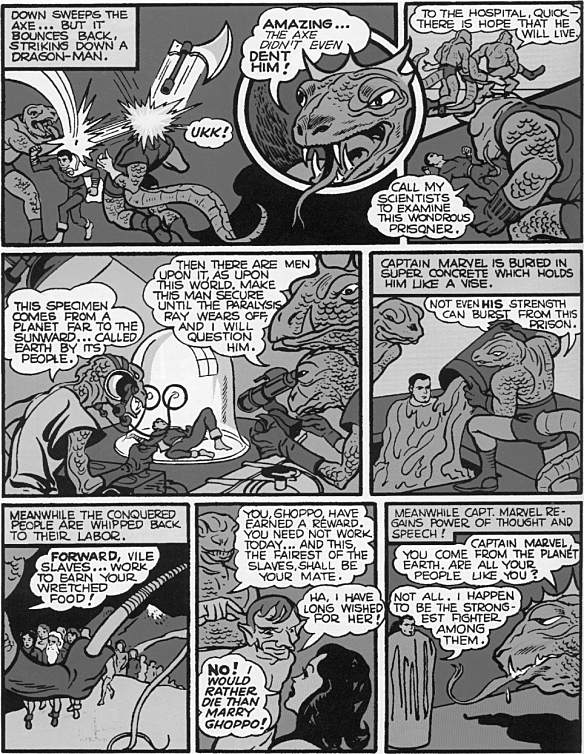 DOWN SWEEPS THE
AXE... BUT IT
BOUNCES BACK,
STRIKING DOWN A
DRAGON-MAN.
UKK!
AMAZING...
THE AXE
DIDN'T EVEN
DENT
HIM!
TO THE HOSPITAL, QUICK-
THERE IS HOPE THAT HE
WILL LIVE.
CALL MY
SCIENTISTS
TO EXAMINE
THIS WONDROUS
PRISONER.
THIS SPECIMEN
COMES FROM A
PLANET FAR TO THE
SUNWARD... CALLED
EARTH BY ITS
PEOPLE.
THEN THERE ARE MEN
UPON IT, AS UPON
THIS WORLD. MAKE
THIS MAN SECURE
UNTIL THE PARALYSIS
RAY WEARS OFF,
AND I WILL
QUESTION
HIM.
CAPTAIN MARVEL IS BURIED IN
SUPER CONCRETE WHICH HOLDS
HIM LIKE A VISE.
NOT EVEN HIS STRENGTH
CAN BURST FROM THIS
PRISON.
MEANWHILE THE CONQUERED
PEOPLE ARE WHIPPED BACK
TO THEIR LABOR.
FORWARD, VILE
SLAVES... WORK
TO EARN YOUR
WRETCHED
FOOD!
YOU, GHOPPO, HAVE
EARNED A REWARD.
YOU NEED NOT WORK
TODAY... AND THIS,
THE FAIREST OF THE
SLAVES, SHALL BE
YOUR MATE.
HA, I HAVE
LONG WISHED
FOR HER!
NO! I
WOULD
RATHER
DIE THAN
MARRY
GHOPPO!
MEANWHILE CAPT. MARVEL RE-
GAINS POWER OF THOUGHT AND
SPEECH!
CAPTAIN MARVEL,
YOU COME FROM THE PLANET
EARTH. ARE ALL YOUR
PEOPLE LIKE YOU?
NOT ALL. I HAPPEN
TO BE THE STRONG-
EST FIGHTER
AMONG
THEM.